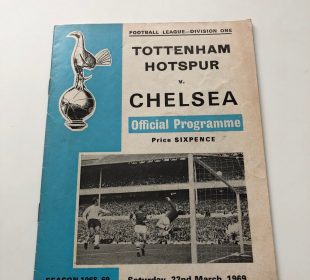 FOOTBALL LEAGUE—DIVISION ONE
TOTTENHAM
HOTSPUR
v.
CHELSEA
Official Programme
Price SIXPENCE
SEASON 1968-69
Saturday, 22nd March, 1969